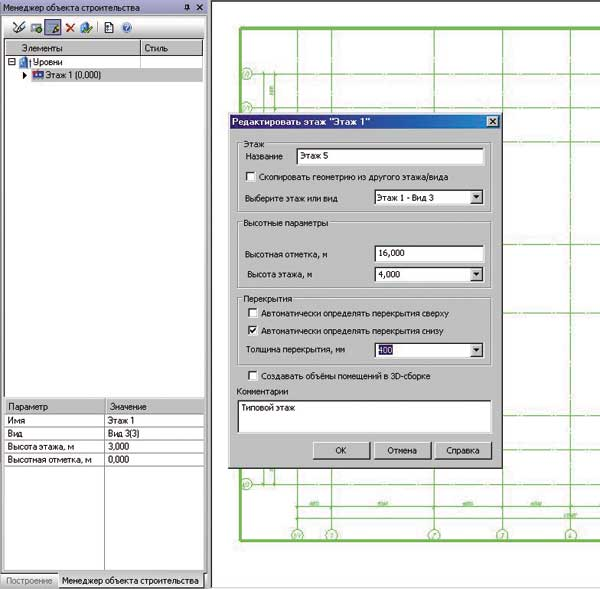 Менеджер объекта строительства
Элементы Стиль
Уровни
Этаж 1 (0,000)
Параметр Значение
Имя Этаж 1
Вид Вид 3(3)
Высота этажа, м 3,000
Высотная отметка, м 0,000
Построение Менеджер объекта строительства
Редактировать этаж "Этаж 1"
Этаж
Название Этаж 5
Скопировать геометрию из другого этажа/вида
Выберите этаж или вид Этаж 1 - Вид 3
Высотные параметры
Высотная отметка, м 16,000
Высота этажа, м 4,000
Перекрытия
Автоматически определять перекрытия сверху
Автоматически определять перекрытия снизу
Толщина перекрытия, мм 400
Создавать объёмы помещений в 3D-сборке
Комментарии
Типовой этаж
ОК Отмена Справка